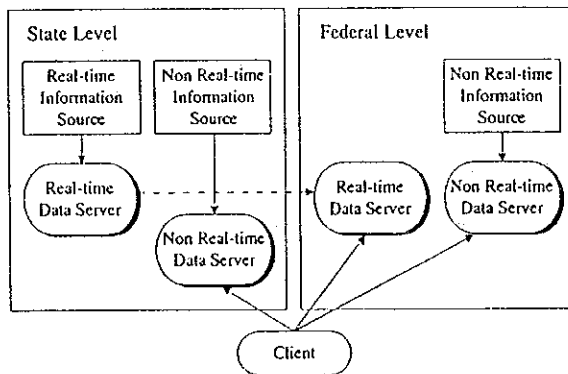 State Level
Real-time
Information
Source
Non Real-time
Information
Source
Real-time
Data Server
Non Real-time
Data Server
Federal Level
Non Real-time
Information
Source
Real-time
Data Server
Non Real-time
Data Server
Client